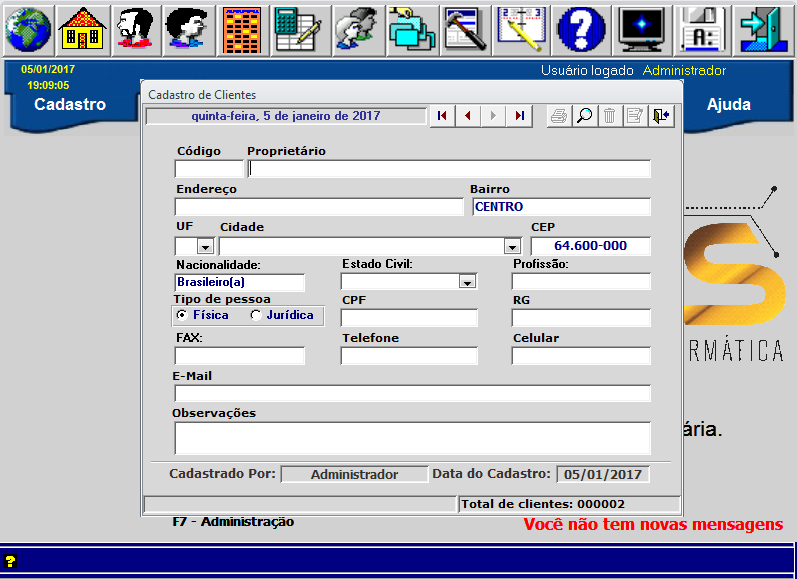 A:
05/01/2017
19:09:05
Usuário logado Administrador
Cadastro
Ajuda
Cadastro de Clientes
quinta-feira, 5 de janeiro de 2017
Código Proprietário
Endereço Bairro
CENTRO
UF Cidade CEP
64.600-000
Nacionalidade: Estado Civil: Profissão:
Brasileiro(a)
Tipo de pessoa CPF RG
Física Jurídica
FAX: Telefone Celular
RMÁTICA
E-Mail
Observações
ária.
Cadastrado Por: Administrador Data do Cadastro: 05/01/2017
Total de clientes: 000002
F7 - Administração
Você não tem novas mensagens